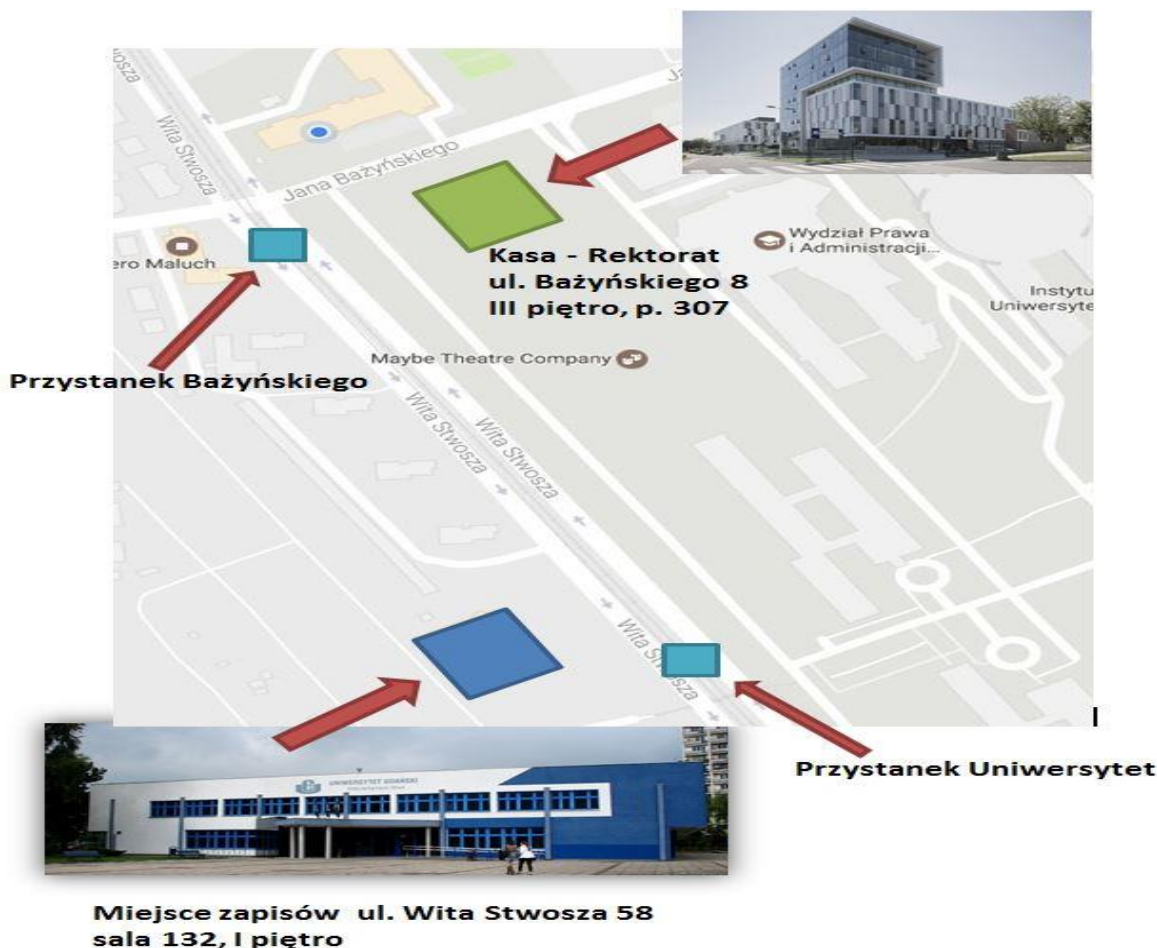 Wita Stwosza
Jana Bażyńskiego
Kasa - Rektorat
ul. Bażyńskiego 8
III piętro, p. 307
Wydział Prawa
i Administracji...
ero Maluch
Instytu
Uniwersyte
Maybe Theatre Company
Przystanek Bażyńskiego
Wita Stwosza
Wita Stwosza
Wita Stwosza
UNIWERSYTET GDAŃSKI
Przystanek Uniwersytet
Miejsce zapisów ul. Wita Stwosza 58
sala 132, I piętro